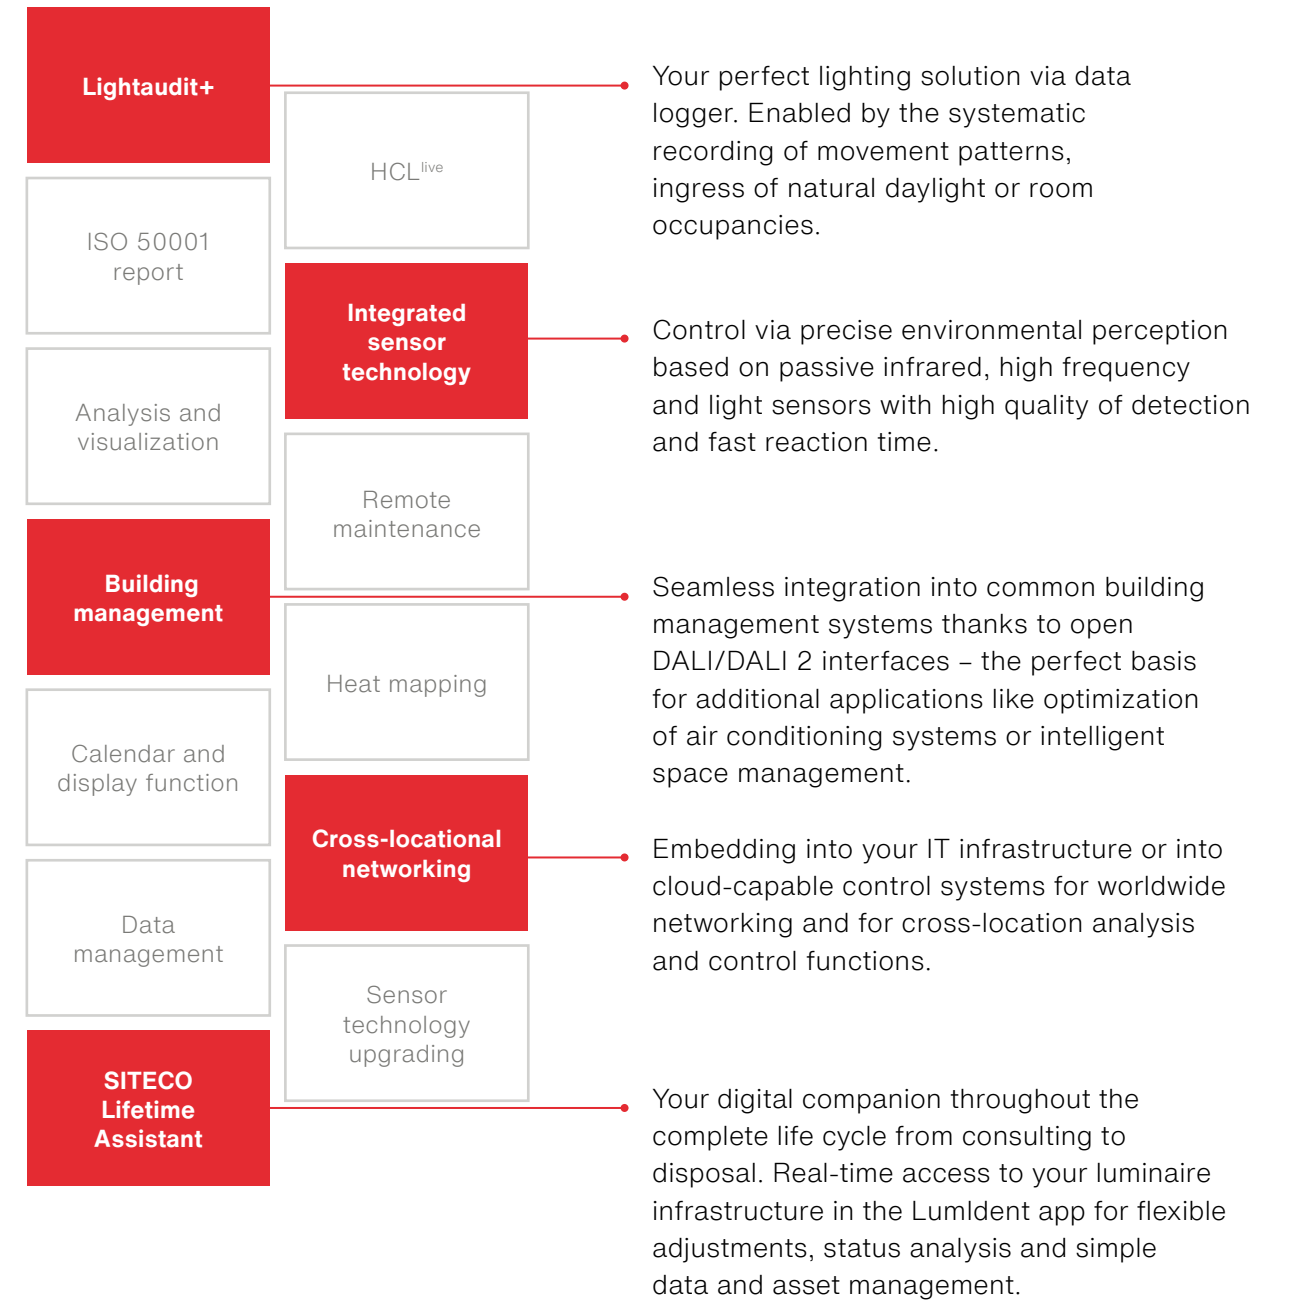 Lightaudit+
Your perfect lighting solution via data
logger. Enabled by the systematic
recording of movement patterns,
ingress of natural daylight or room
occupancies.
HCLlive
ISO 50001
report
Integrated
sensor
technology
Control via precise environmental perception
based on passive infrared, high frequency
and light sensors with high quality of detection
and fast reaction time.
Analysis and
visualization
Remote
maintenance
Building
management
Seamless integration into common building
management systems thanks to open
DALI/DALI 2 interfaces – the perfect basis
for additional applications like optimization
of air conditioning systems or intelligent
space management.
Heat mapping
Calendar and
display function
Cross-locational
networking
Embedding into your IT infrastructure or into
cloud-capable control systems for worldwide
networking and for cross-location analysis
and control functions.
Data
management
Sensor
technology
upgrading
SITECO
Lifetime
Assistant
Your digital companion throughout the
complete life cycle from consulting to
disposal. Real-time access to your luminaire
infrastructure in the LumIdent app for flexible
adjustments, status analysis and simple
data and asset management.